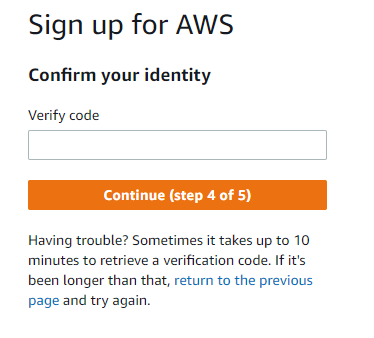 Sign up for AWS
Confirm your identity
Verify code
Continue (step 4 of 5)
Having trouble? Sometimes it takes up to 10
minutes to retrieve a verification code. If it's
been longer than that, return to the previous
page and try again.